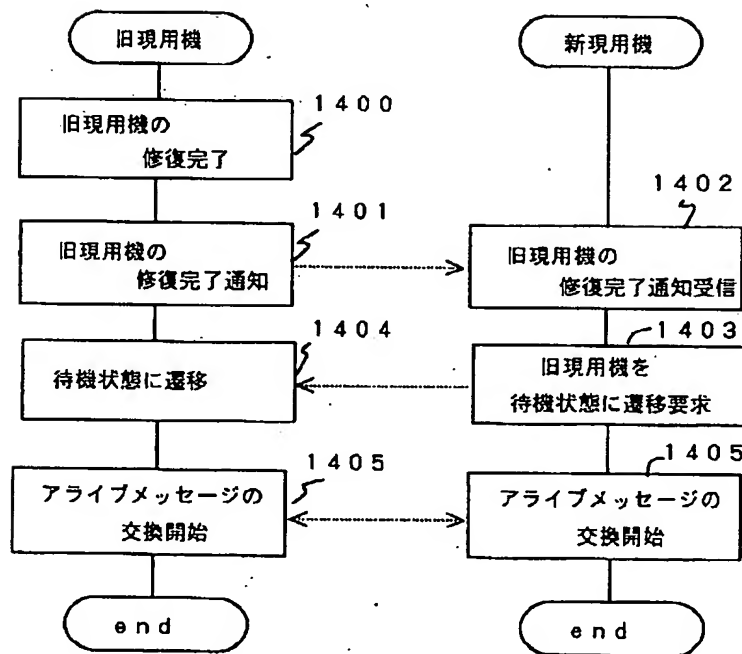 旧現用機
新現用機
1400
旧現用機の
修復完了
1401
旧現用機の
修復完了通知
1402
旧現用機の
修復完了通知受信
1404
待機状態に遷移
1403
旧現用機を
待機状態に遷移要求
1405
アライブメッセージの
交換開始
1405
アライブメッセージの
交換開始
end
end